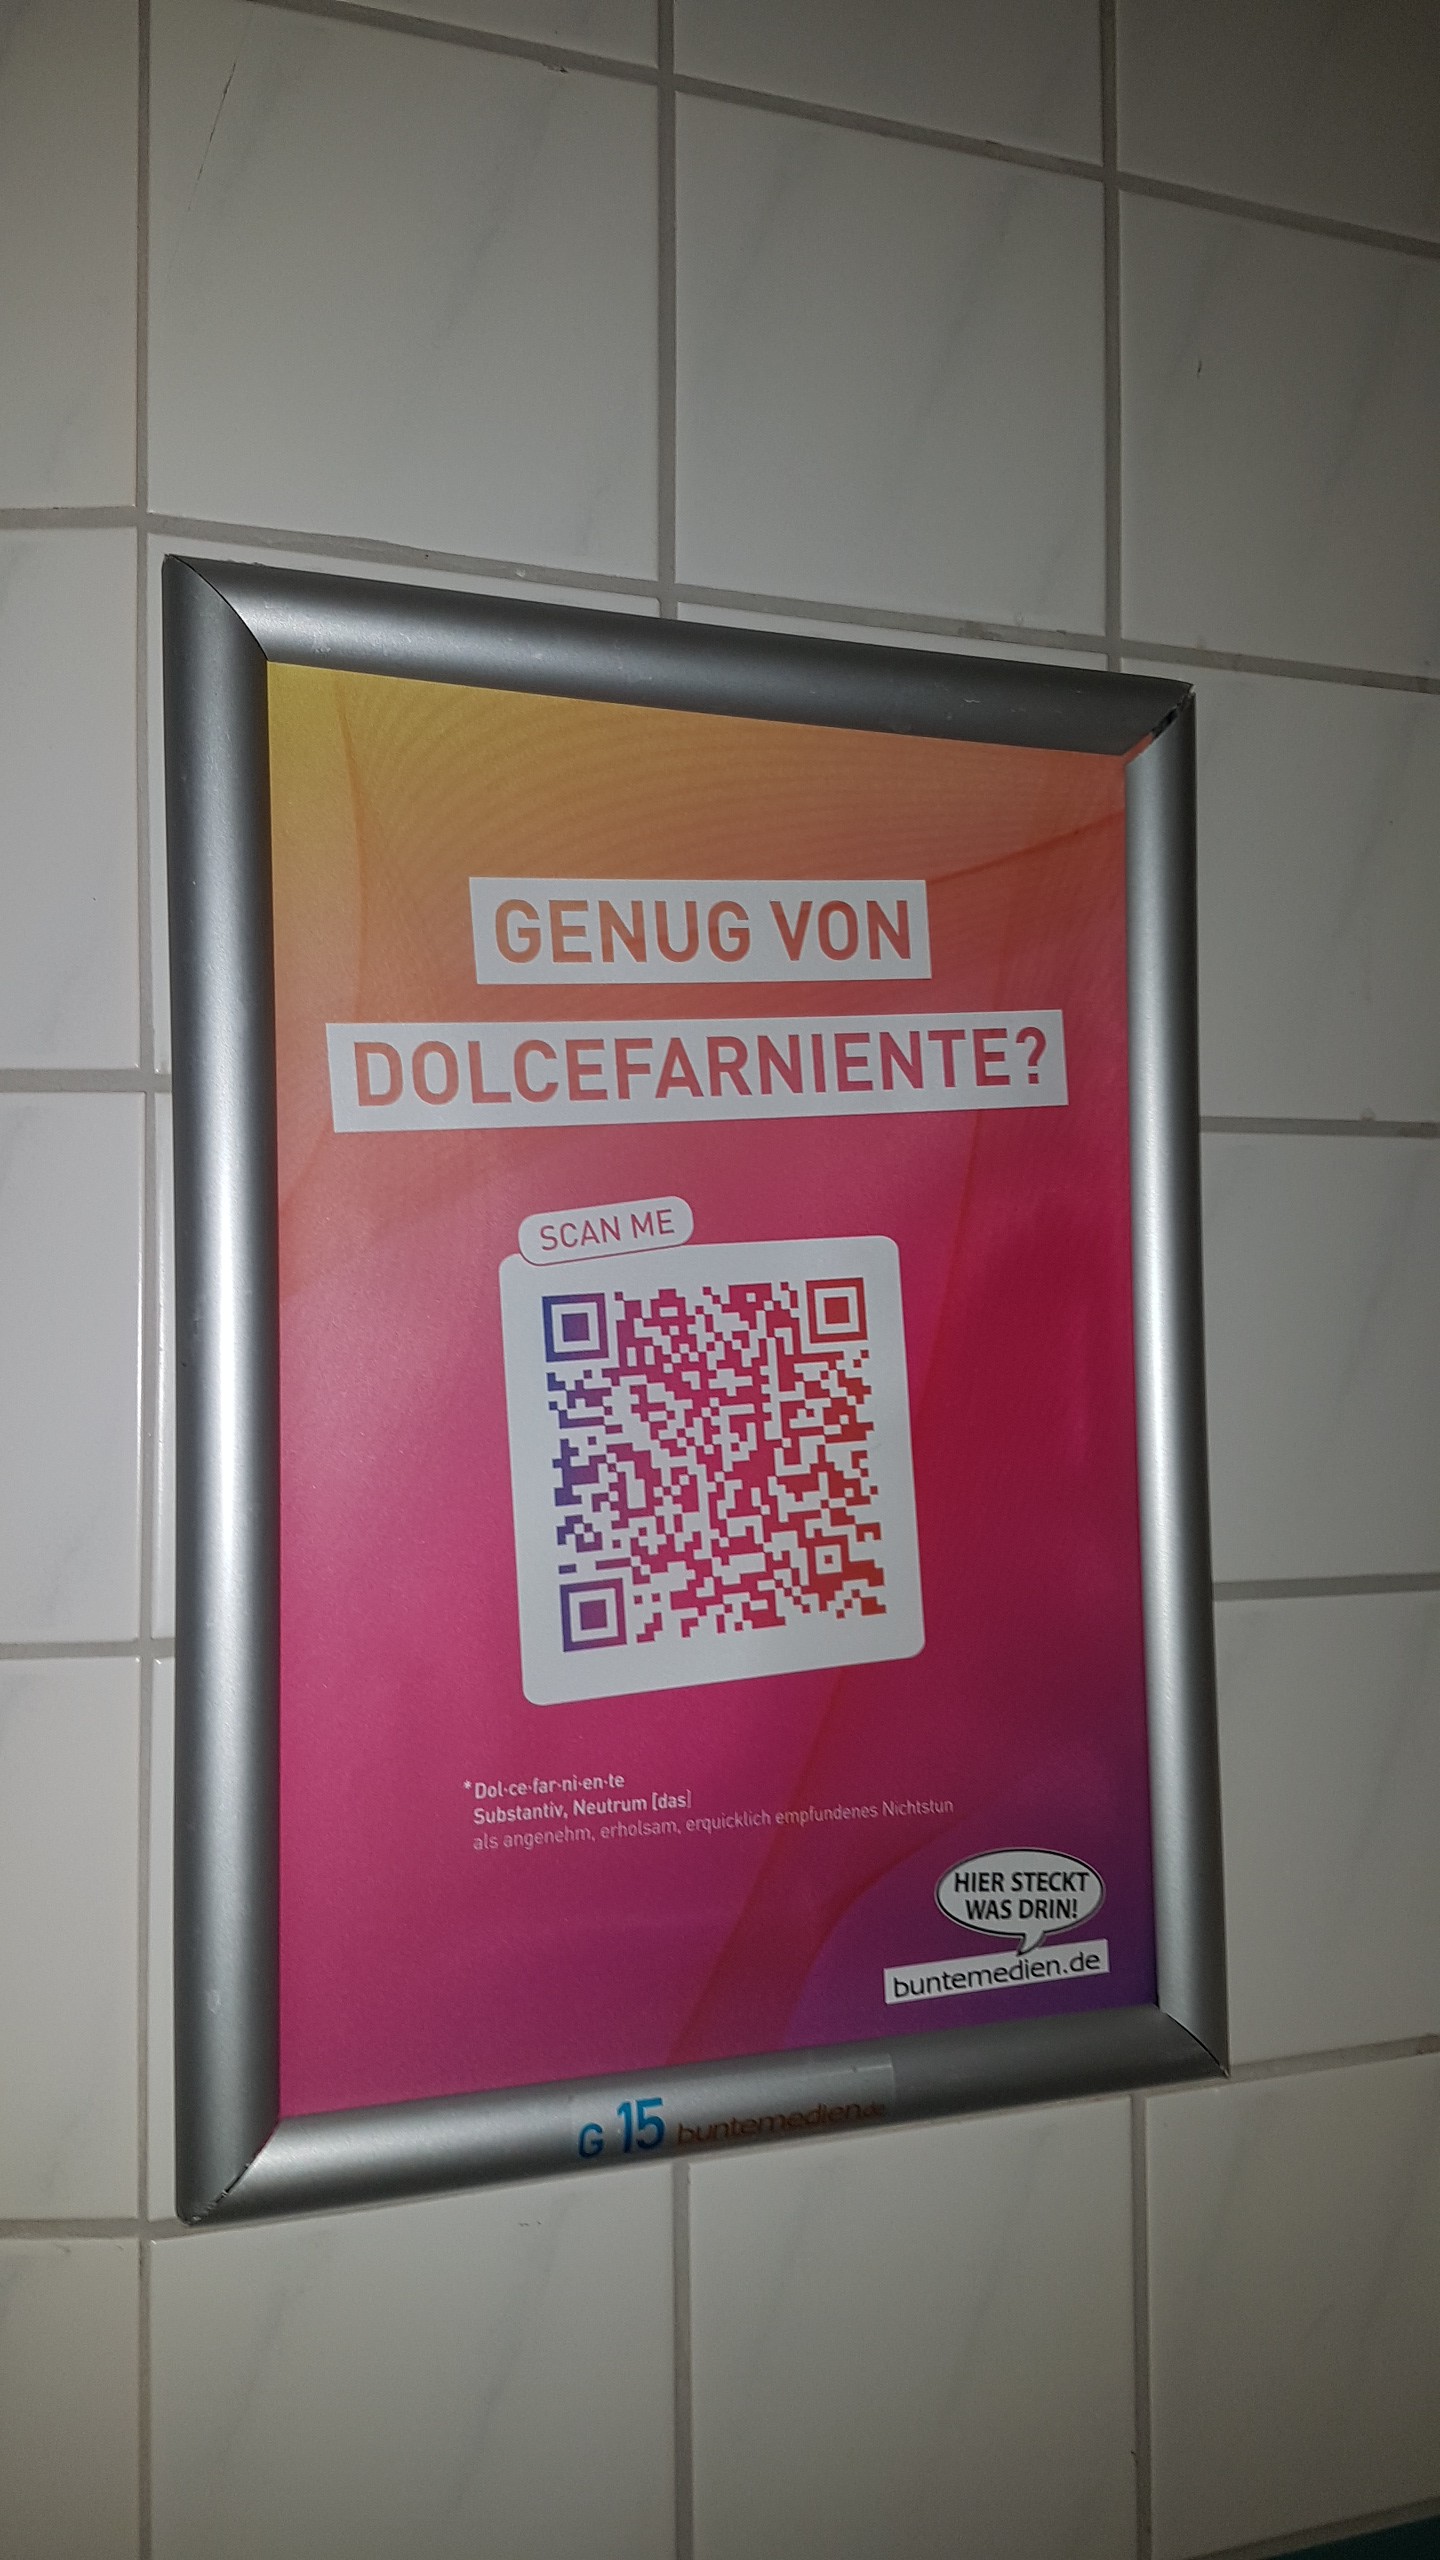 GENUG VON
DOLCEFARNIENTE?
SCAN ME
* Dol·ce·far·ni·en·te
Substantiv, Neutrum [das]
als angenehm, erholsam, erquicklich empfundenes Nichtstun
HIER STECKT
WAS DRIN!
buntemedien.de
G 15 buntemedien.de